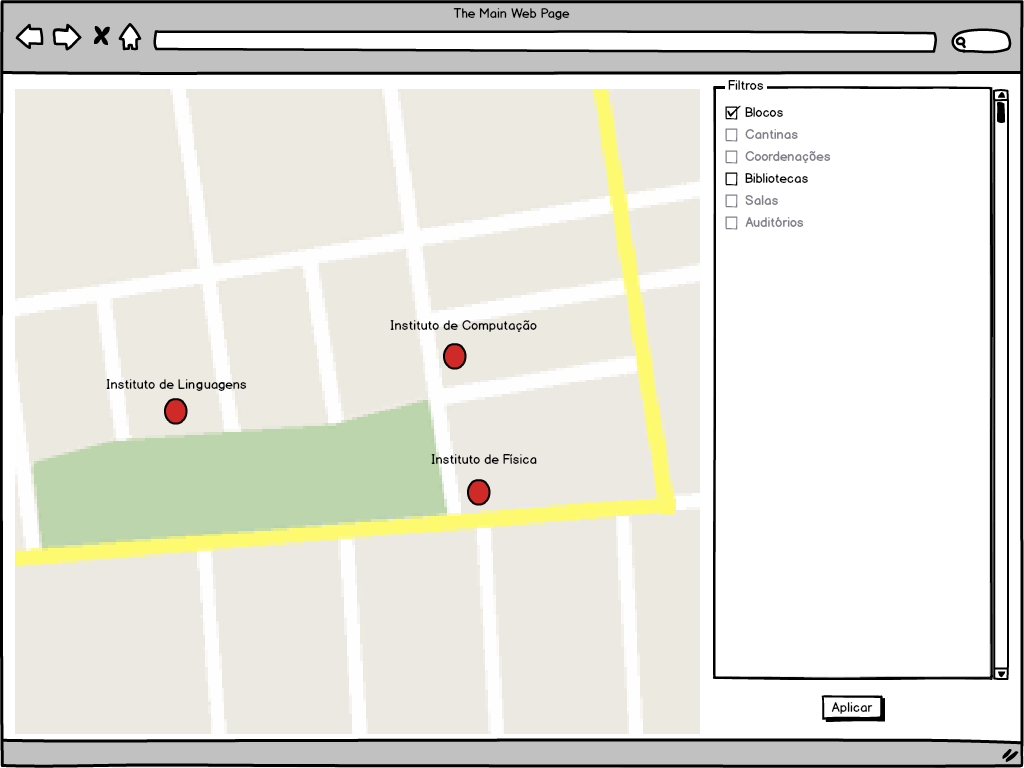 The Main Web Page
Filtros
Blocos
Cantinas
Coordenações
Bibliotecas
Salas
Auditórios
Instituto de Computação
Instituto de Linguagens
Instituto de Física
Aplicar